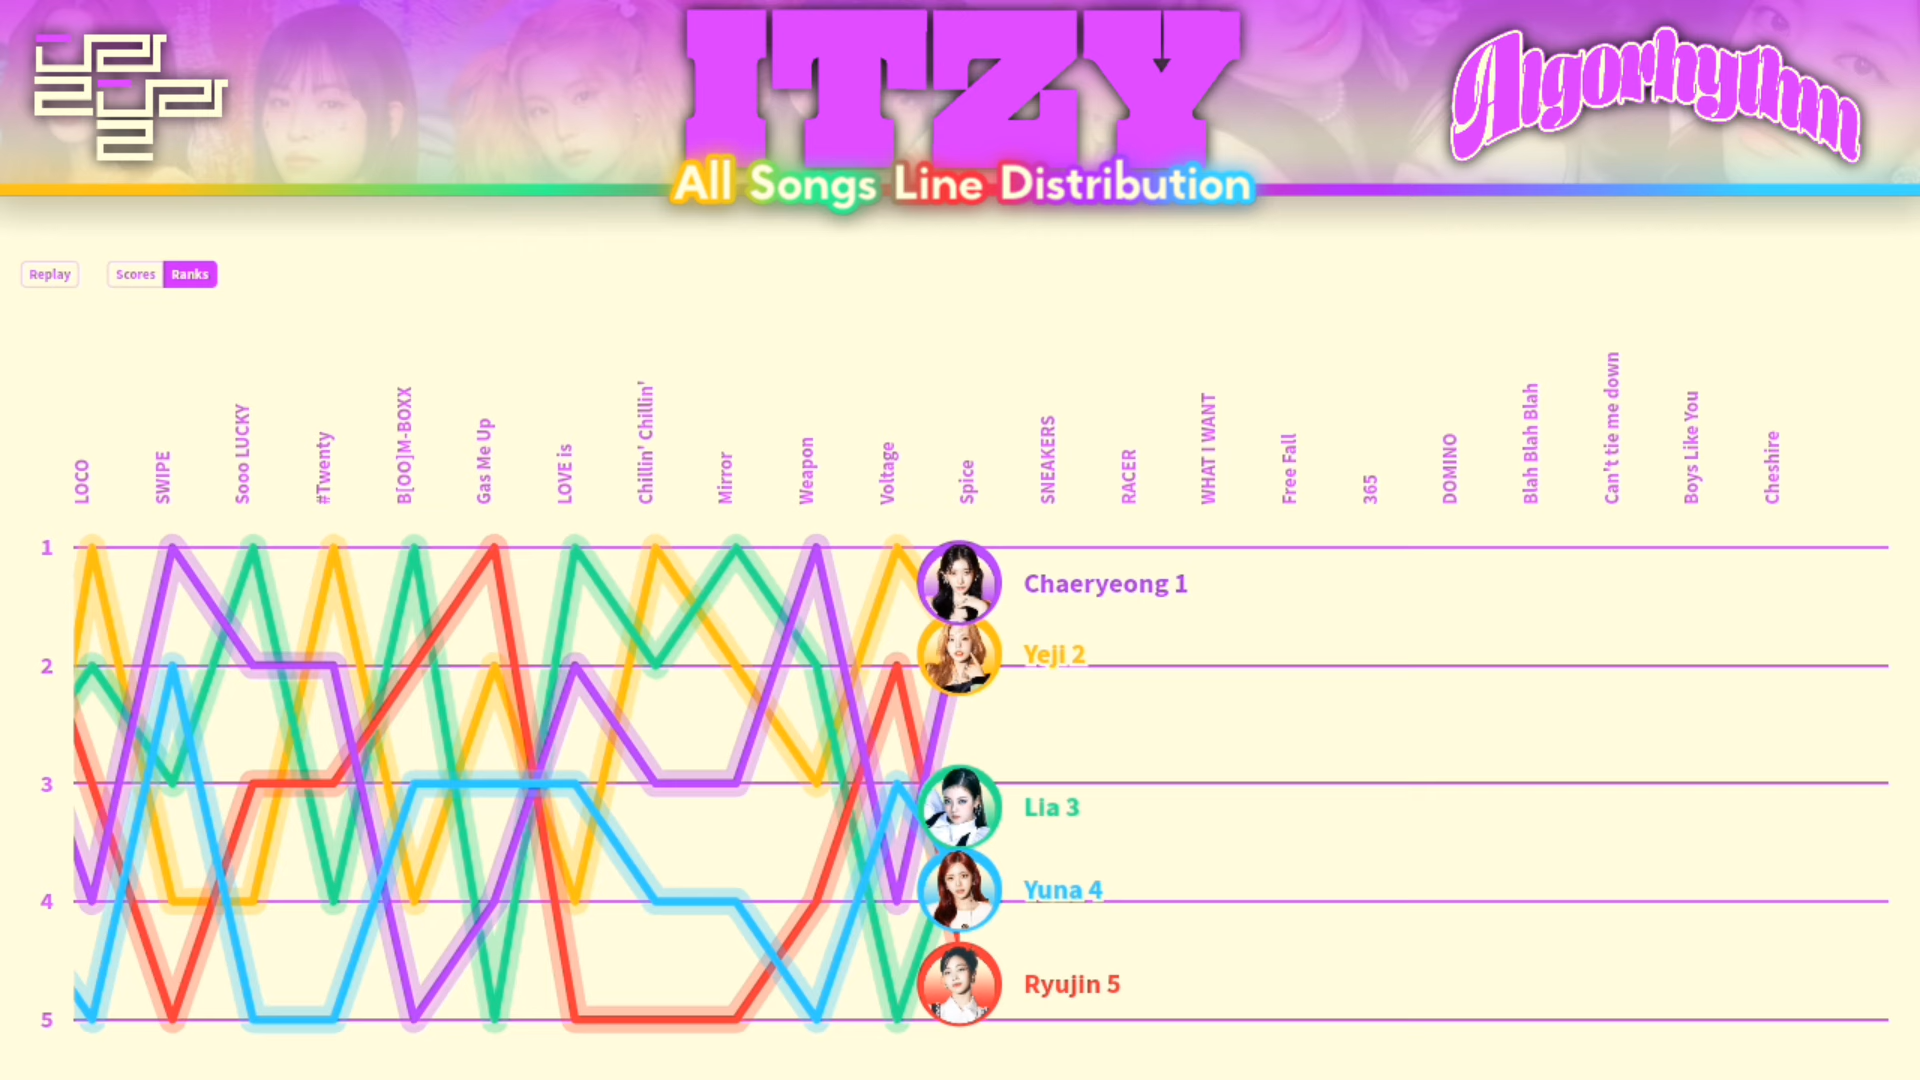 ITZY
Algorhythm
All Songs Line Distribution
Replay
Scores
Ranks
LOCO
SWIPE
Sooo LUCKY
#Twenty
B[OO]M-BOXX
Gas Me Up
LOVE is
Chillin' Chillin'
Mirror
Weapon
Voltage
Spice
SNEAKERS
RACER
WHAT I WANT
Free Fall
365
DOMINO
Blah Blah Blah
Can't tie me down
Boys Like You
Cheshire
1
2
3
4
5
Chaeryeong 1
Yeji 2
Lia 3
Yuna 4
Ryujin 5